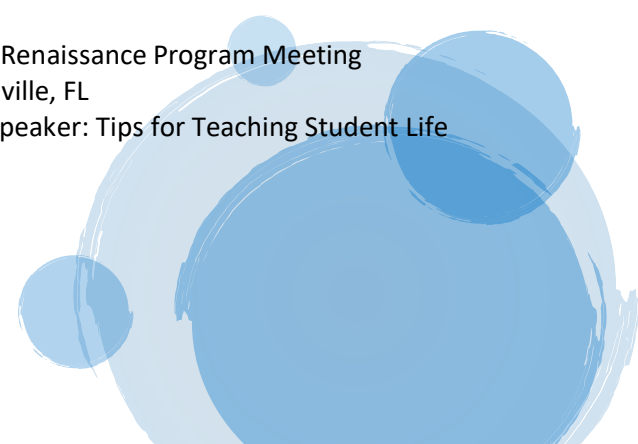 Renaissance Program Meeting
ville, FL
peaker: Tips for Teaching Student Life